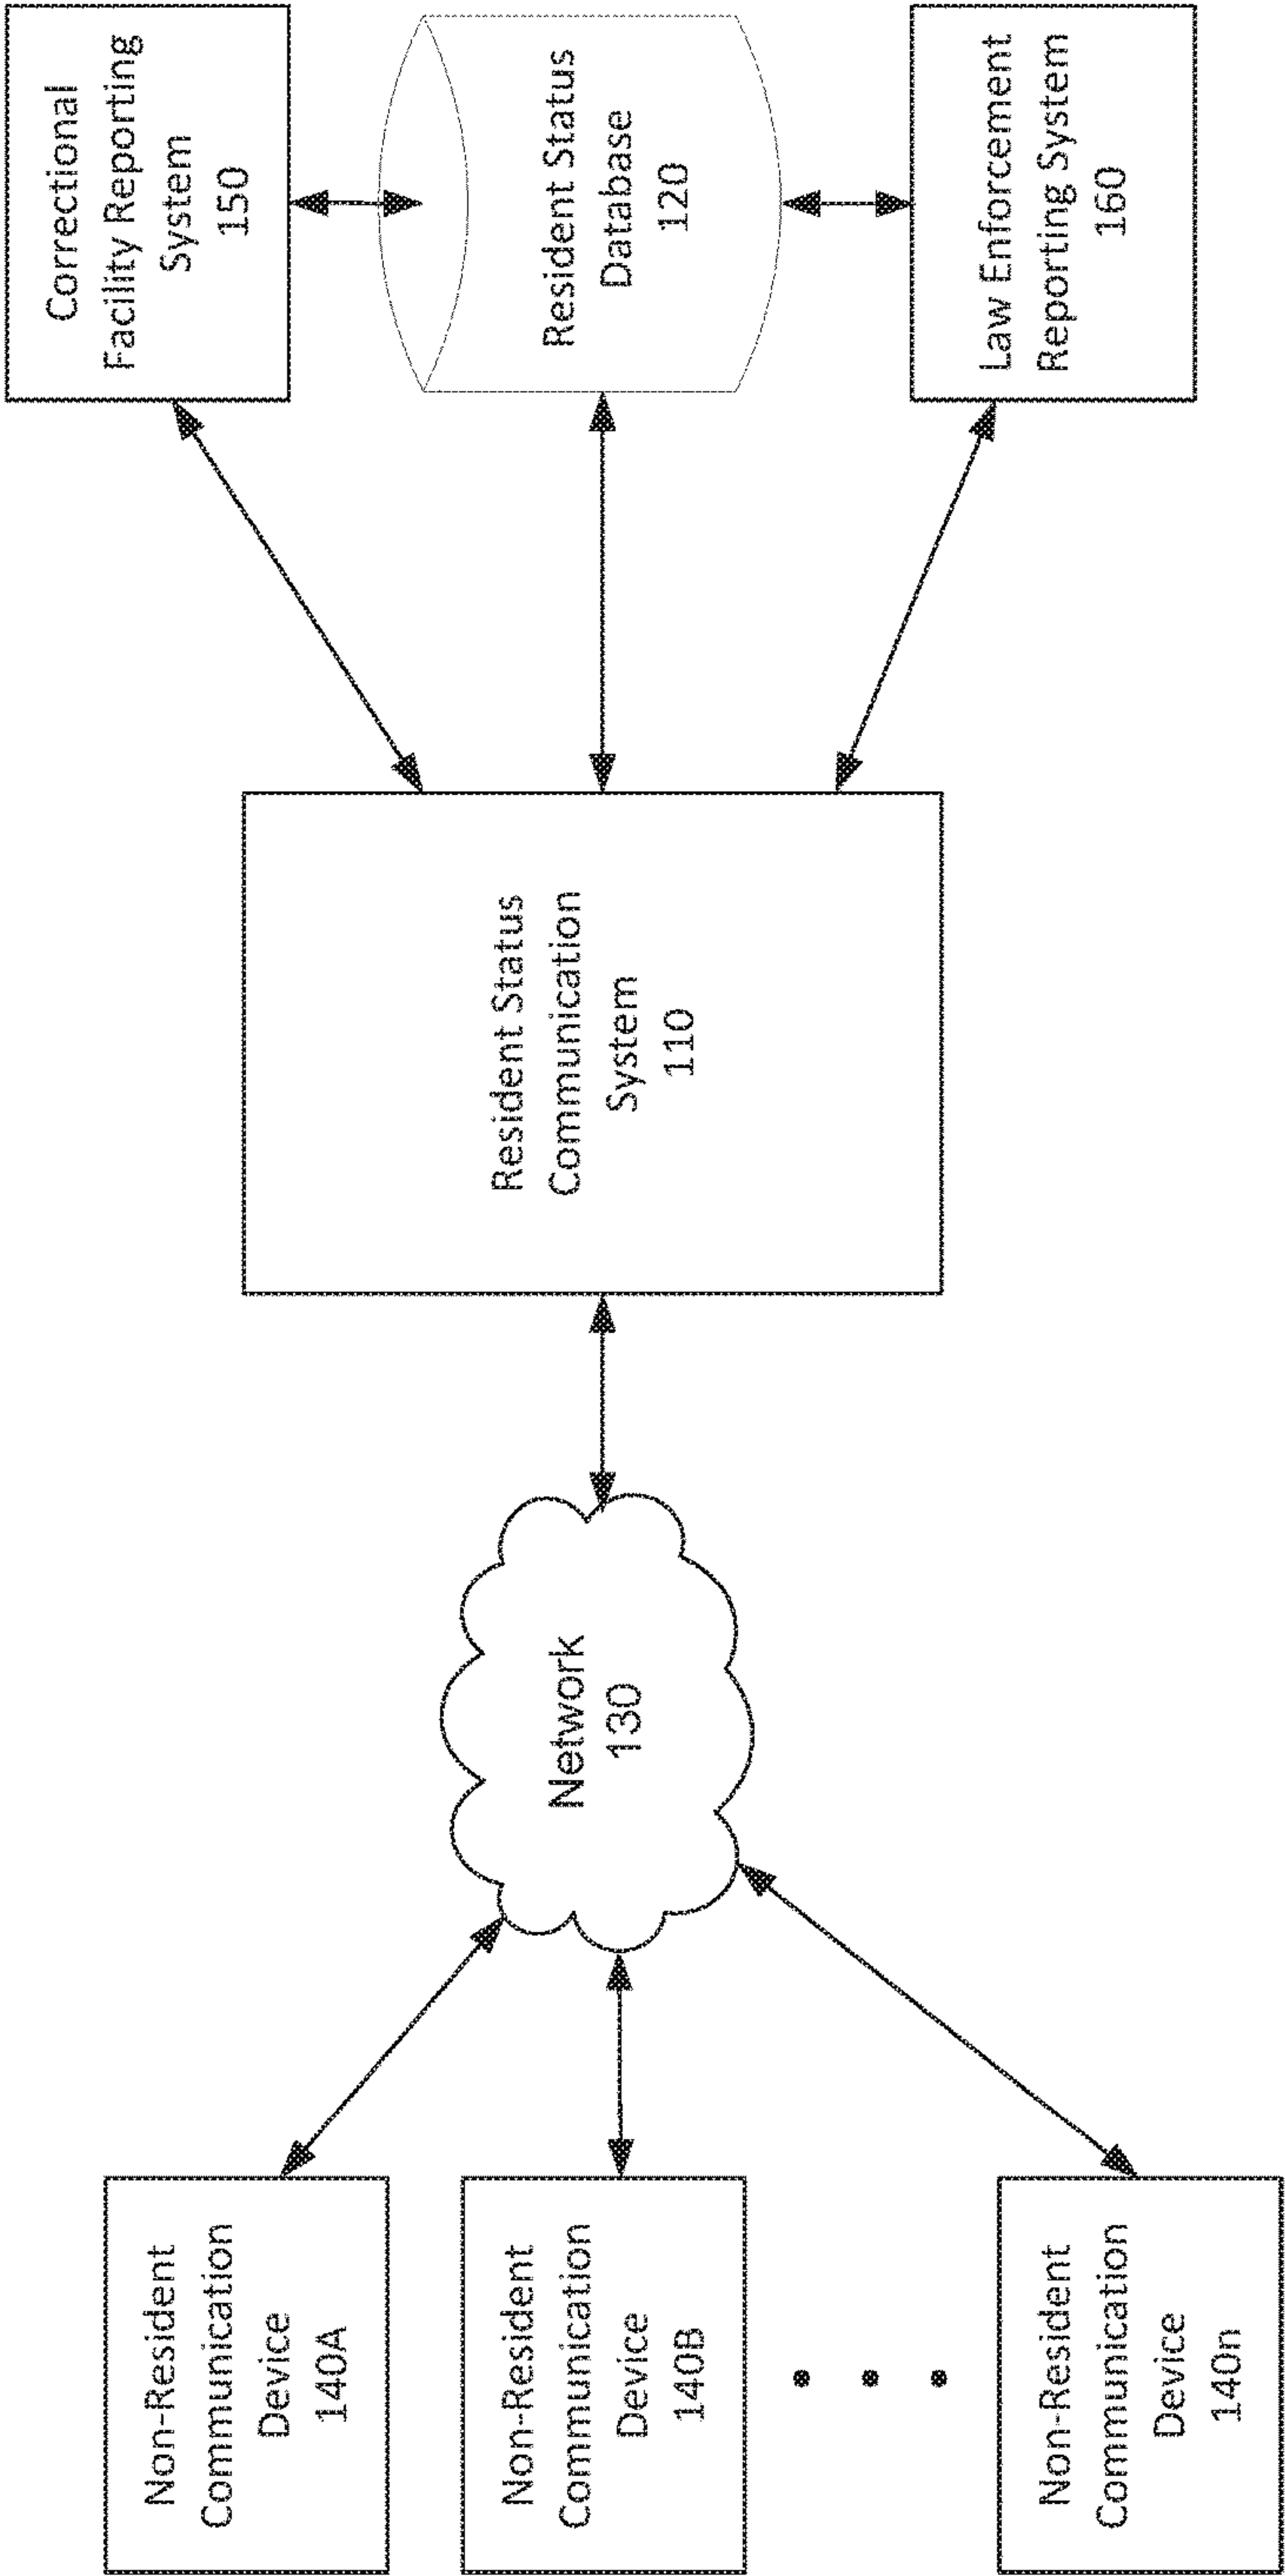 Non-Resident
Communication
Device
140A
Non-Resident
Communication
Device
140B
Non-Resident
Communication
Device
140n
Network
130
Resident Status
Communication
System
110
Correctional
Facility Reporting
System
150
Resident Status
Database
120
Law Enforcement
Reporting System
160